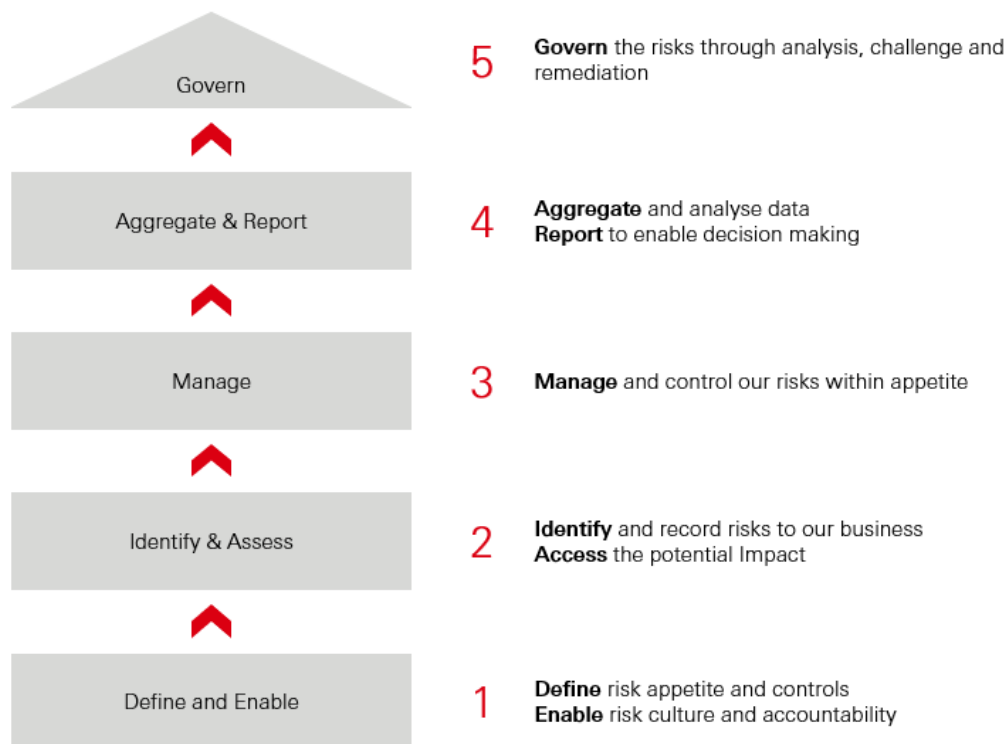 Govern
5
Govern the risks through analysis, challenge and
remediation
Aggregate & Report
4
Aggregate and analyse data
Report to enable decision making
Manage
3
Manage and control our risks within appetite
Identify & Assess
2
Identify and record risks to our business
Access the potential Impact
Define and Enable
1
Define risk appetite and controls
Enable risk culture and accountability